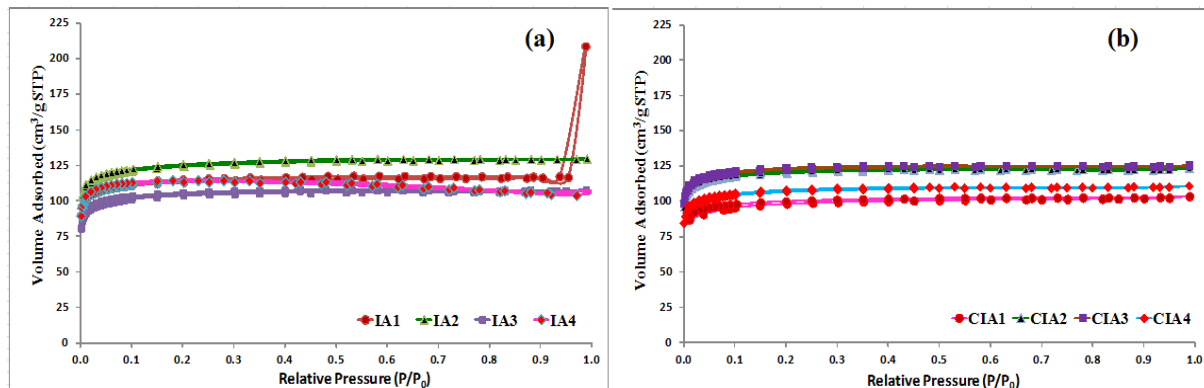 (a)
Volume Adsorbed (cm³/g STP)
225
200
175
150
125
100
75
50
25
0
IA1 IA2 IA3 IA4
0.0 0.1 0.2 0.3 0.4 0.5 0.6 0.7 0.8 0.9 1.0
Relative Pressure (P/P₀)
(b)
Volume Adsorbed (cm³/g STP)
225
200
175
150
125
100
75
50
25
0
CIA1 CIA2 CIA3 CIA4
0.0 0.1 0.2 0.3 0.4 0.5 0.6 0.7 0.8 0.9 1.0
Relative Pressure (P/P₀)